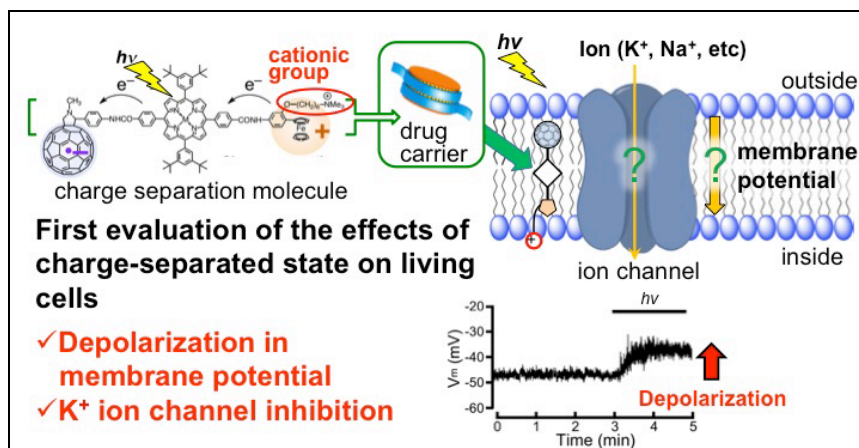 hν
cationic
group
e⁻
e⁻
CH₃
N
NHCO
N
N
M
N
N
CONH
O—(CH₂)₆—NMe₃
⊕
Fe
+
•−
charge separation molecule
drug
carrier
hν
Ion (K⁺, Na⁺, etc)
outside
?
?
membrane
potential
+
inside
ion channel
First evaluation of the effects of
charge-separated state on living
cells
✓Depolarization in
membrane potential
✓K⁺ ion channel inhibition
hν
Vm (mV)
-20
-30
-40
-50
-60
0 1 2 3 4 5
Time (min)
Depolarization